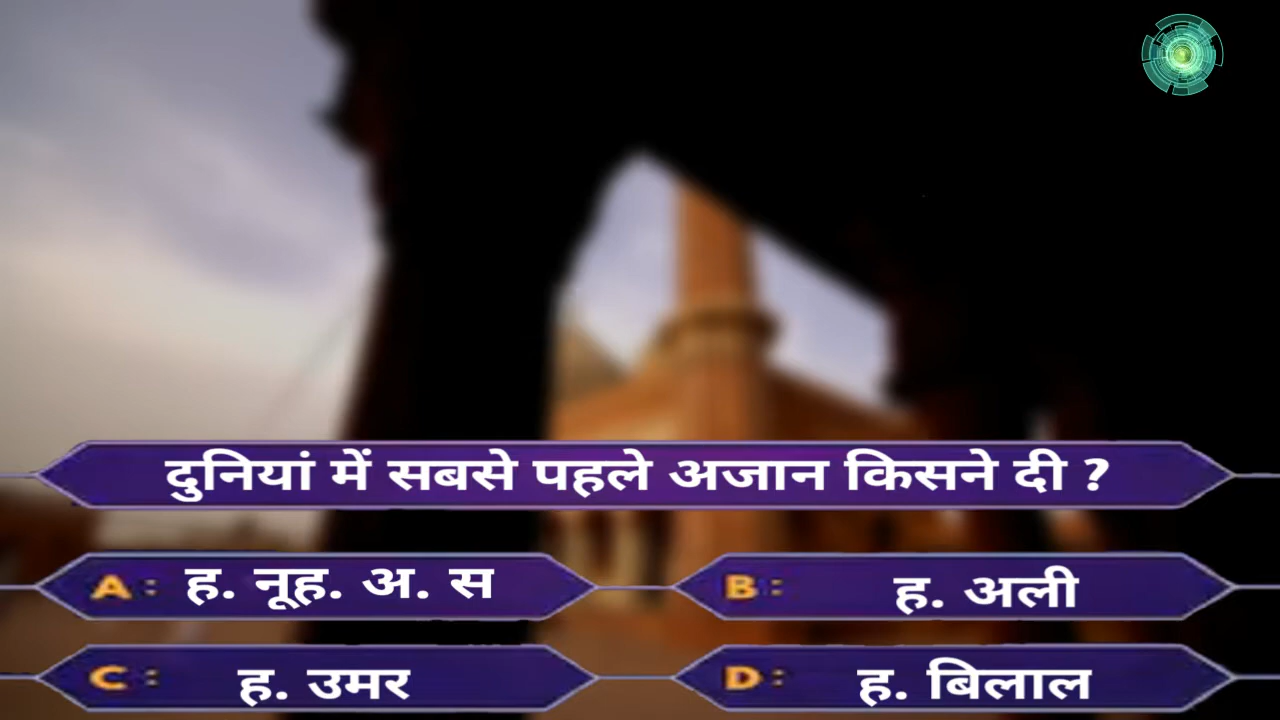 दुनियां में सबसे पहले अजान किसने दी ?
A : ह. नूह. अ. स
B : ह. अली
C : ह. उमर
D : ह. बिलाल